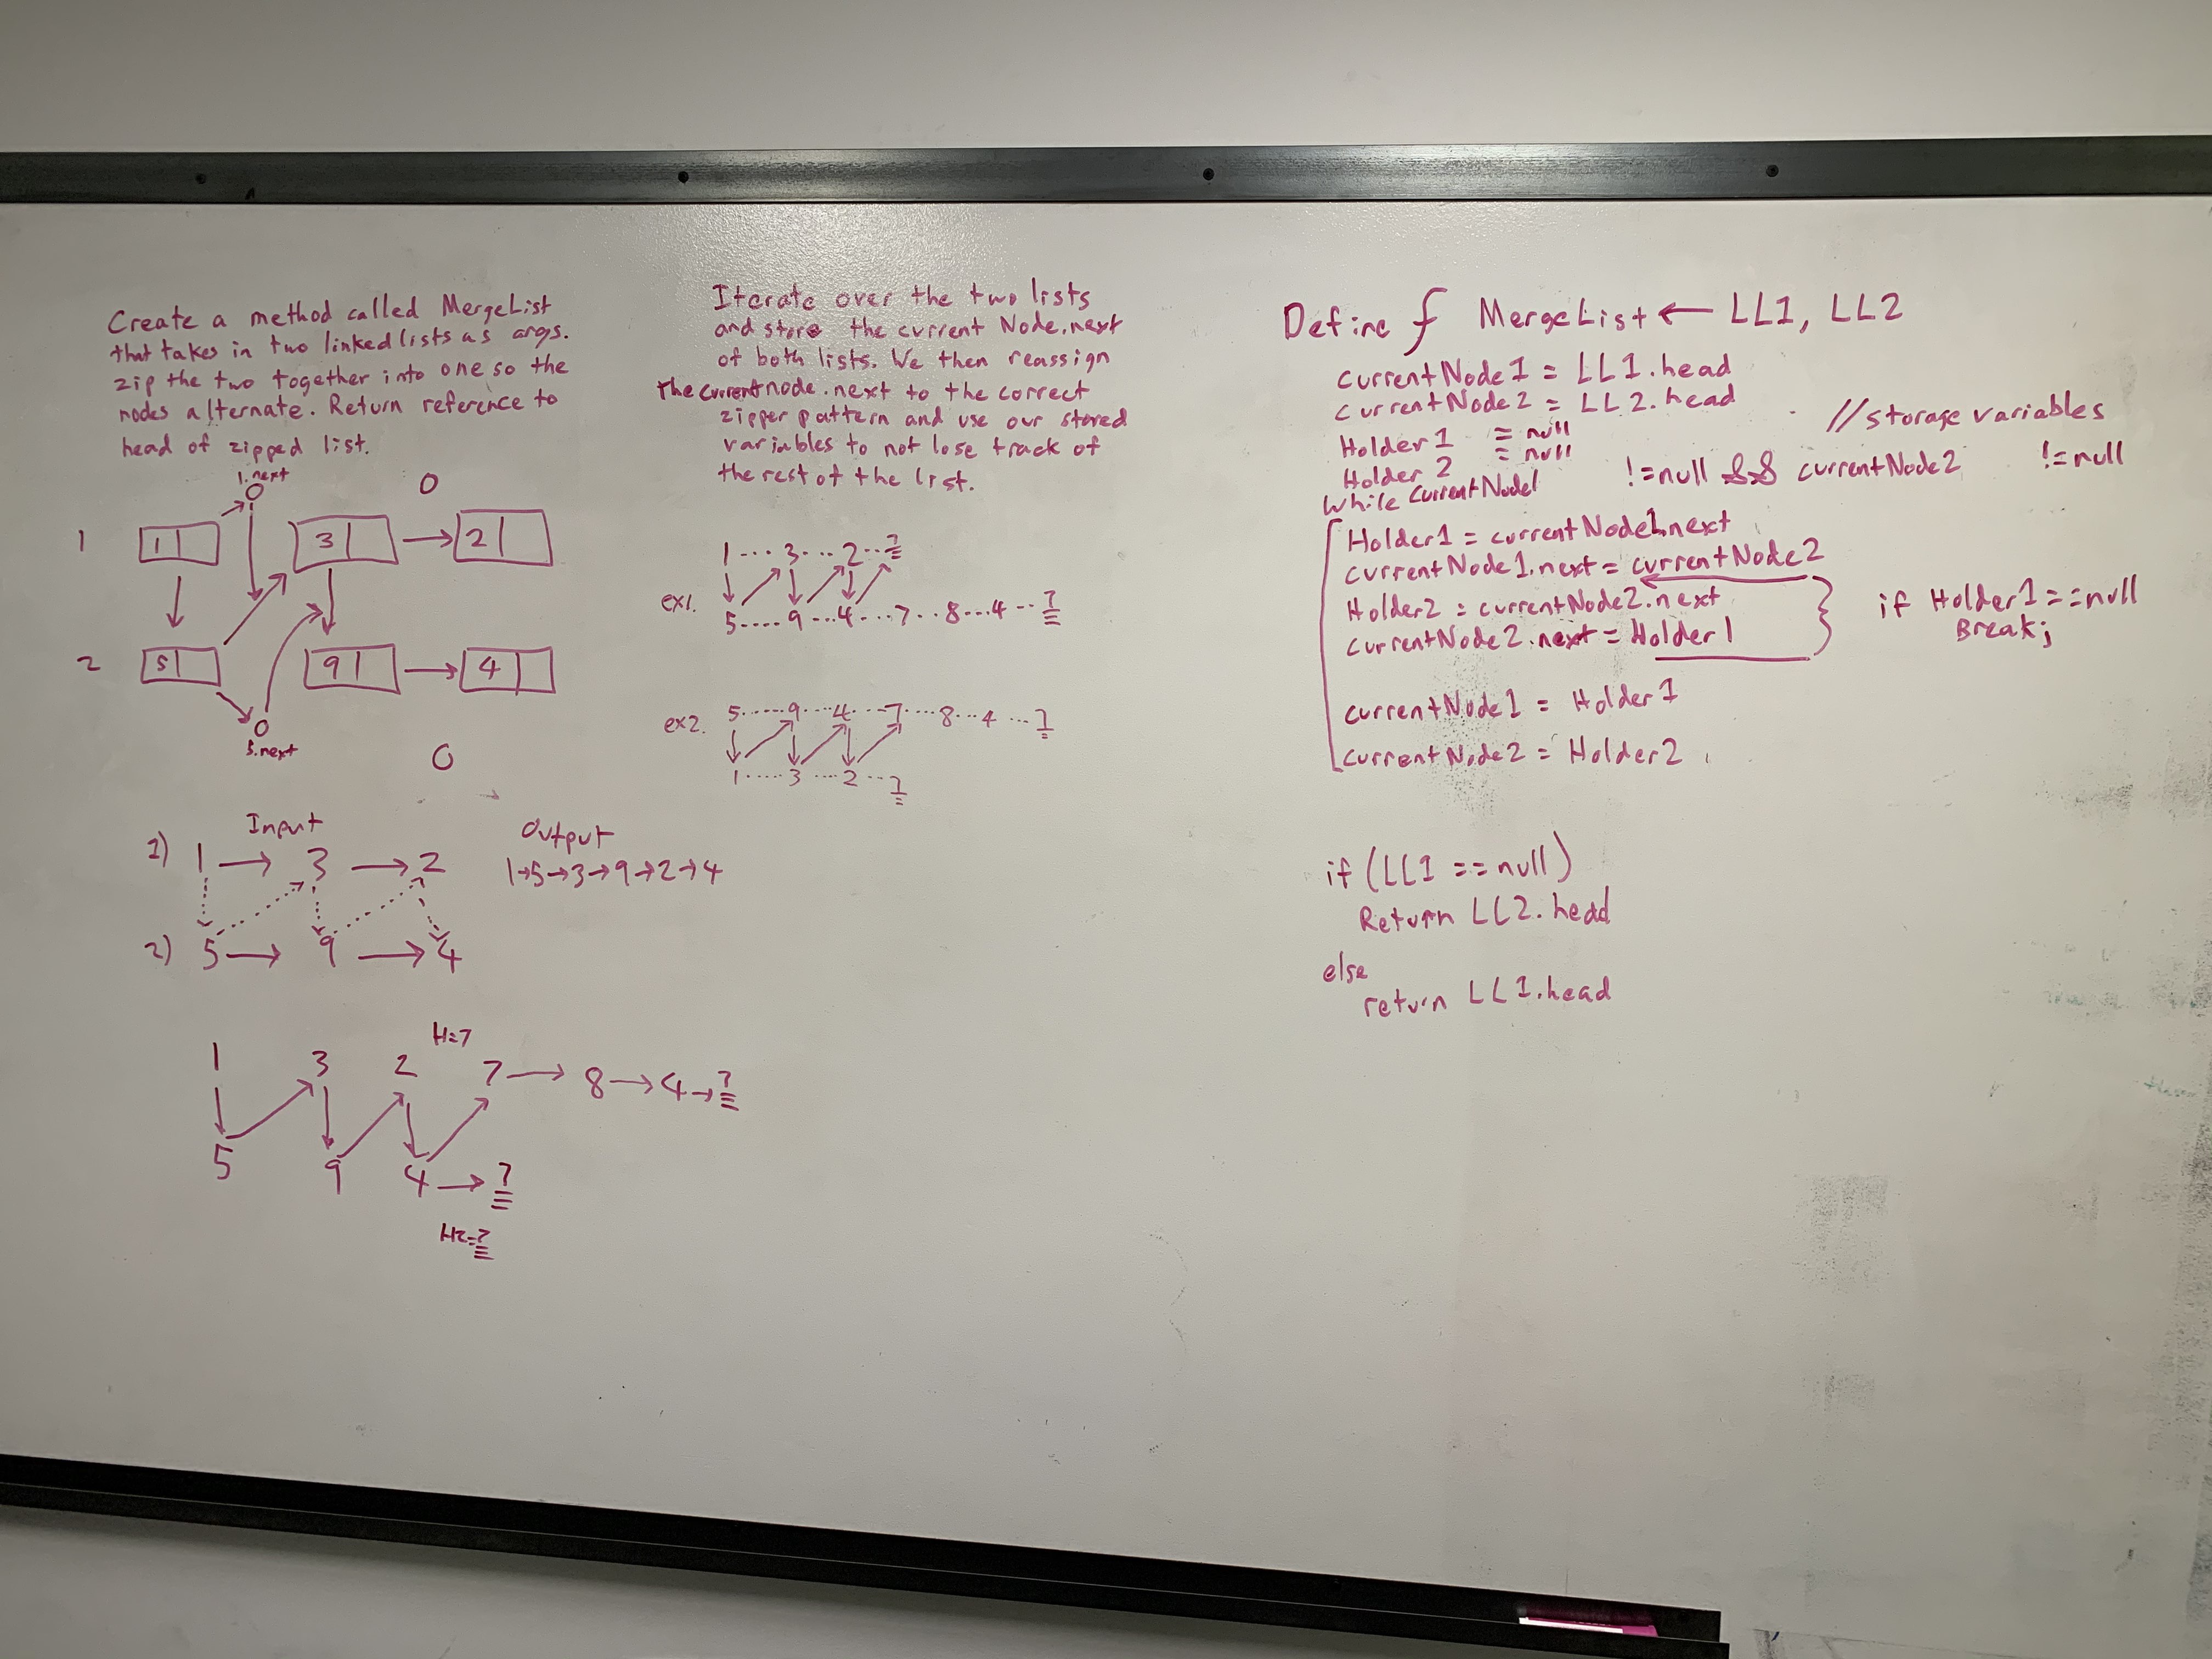 Create a method called MergeList
that takes in two linked lists as args.
zip the two together into one so the
nodes alternate. Return reference to
head of zipped list.
1.next
0
1
1
3
2
2
5
9
4
5.next
0
Input
Output
1)
1 → 3 → 2
1→5→3→9→2→4
2)
5 → 9 → 4
H=7
1 3 2 7 → 8 → 4 →
5 9 4 →
H2=
Iterate over the two lists
and store the current Node.next
of both lists. We then reassign
The current node.next to the correct
zipper pattern and use our stored
variables to not lose track of
the rest of the list.
1 ... 3 ... 2 ...
ex1.
5 .... 9 ... 4 ... 7 .. 8 ... 4 ...
ex2.
5 ..... 9 .... 4 ... 7 .... 8 ... 4 ...
1 ..... 3 .... 2 ...
Define f MergeList ← LL1, LL2
currentNode1 = LL1.head
currentNode2 = LL2.head
//storage variables
Holder1 = null
Holder2 = null
while currentNode1 !=null && currentNode2 !=null
Holder1 = currentNode1.next
currentNode1.next = currentNode2
Holder2 = currentNode2.next
currentNode2.next = Holder1
if Holder1==null
Break;
currentNode1 = Holder1
currentNode2 = Holder2
if (LL1 == null)
Return LL2.head
else
return LL1.head